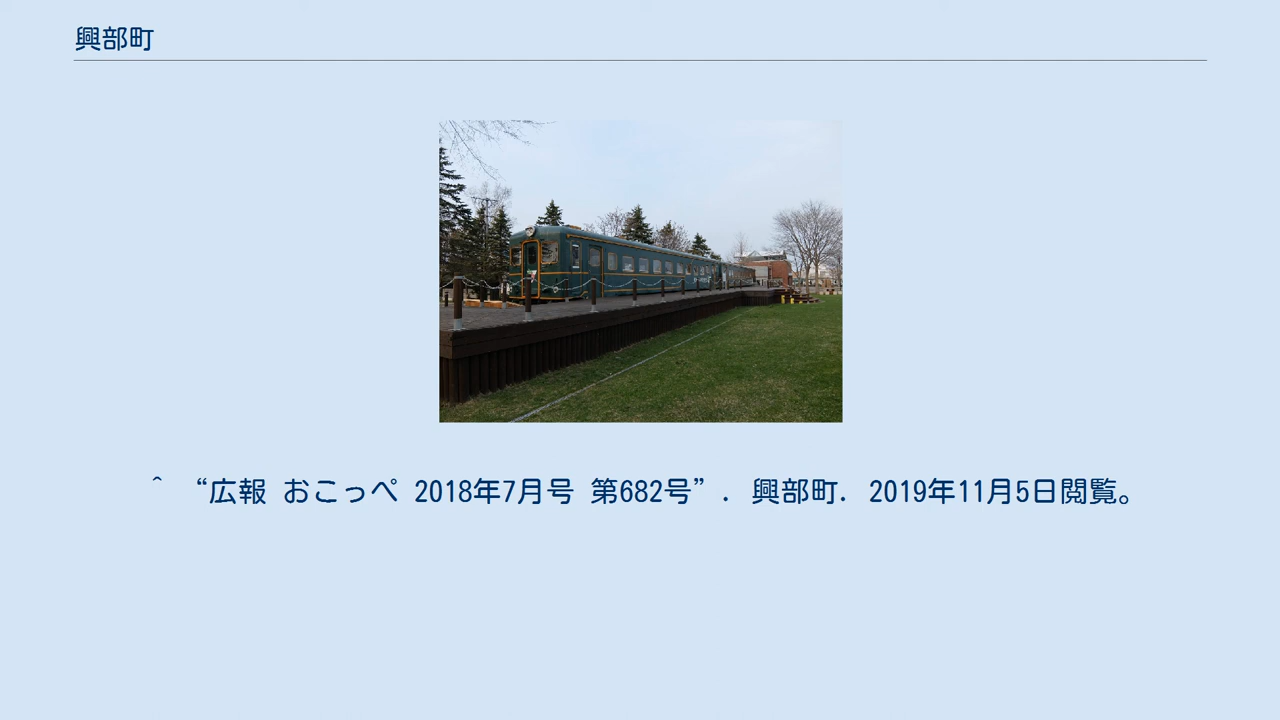 興部町
^ “広報 おこっぺ 2018年7月号 第682号”. 興部町. 2019年11月5日閲覧。